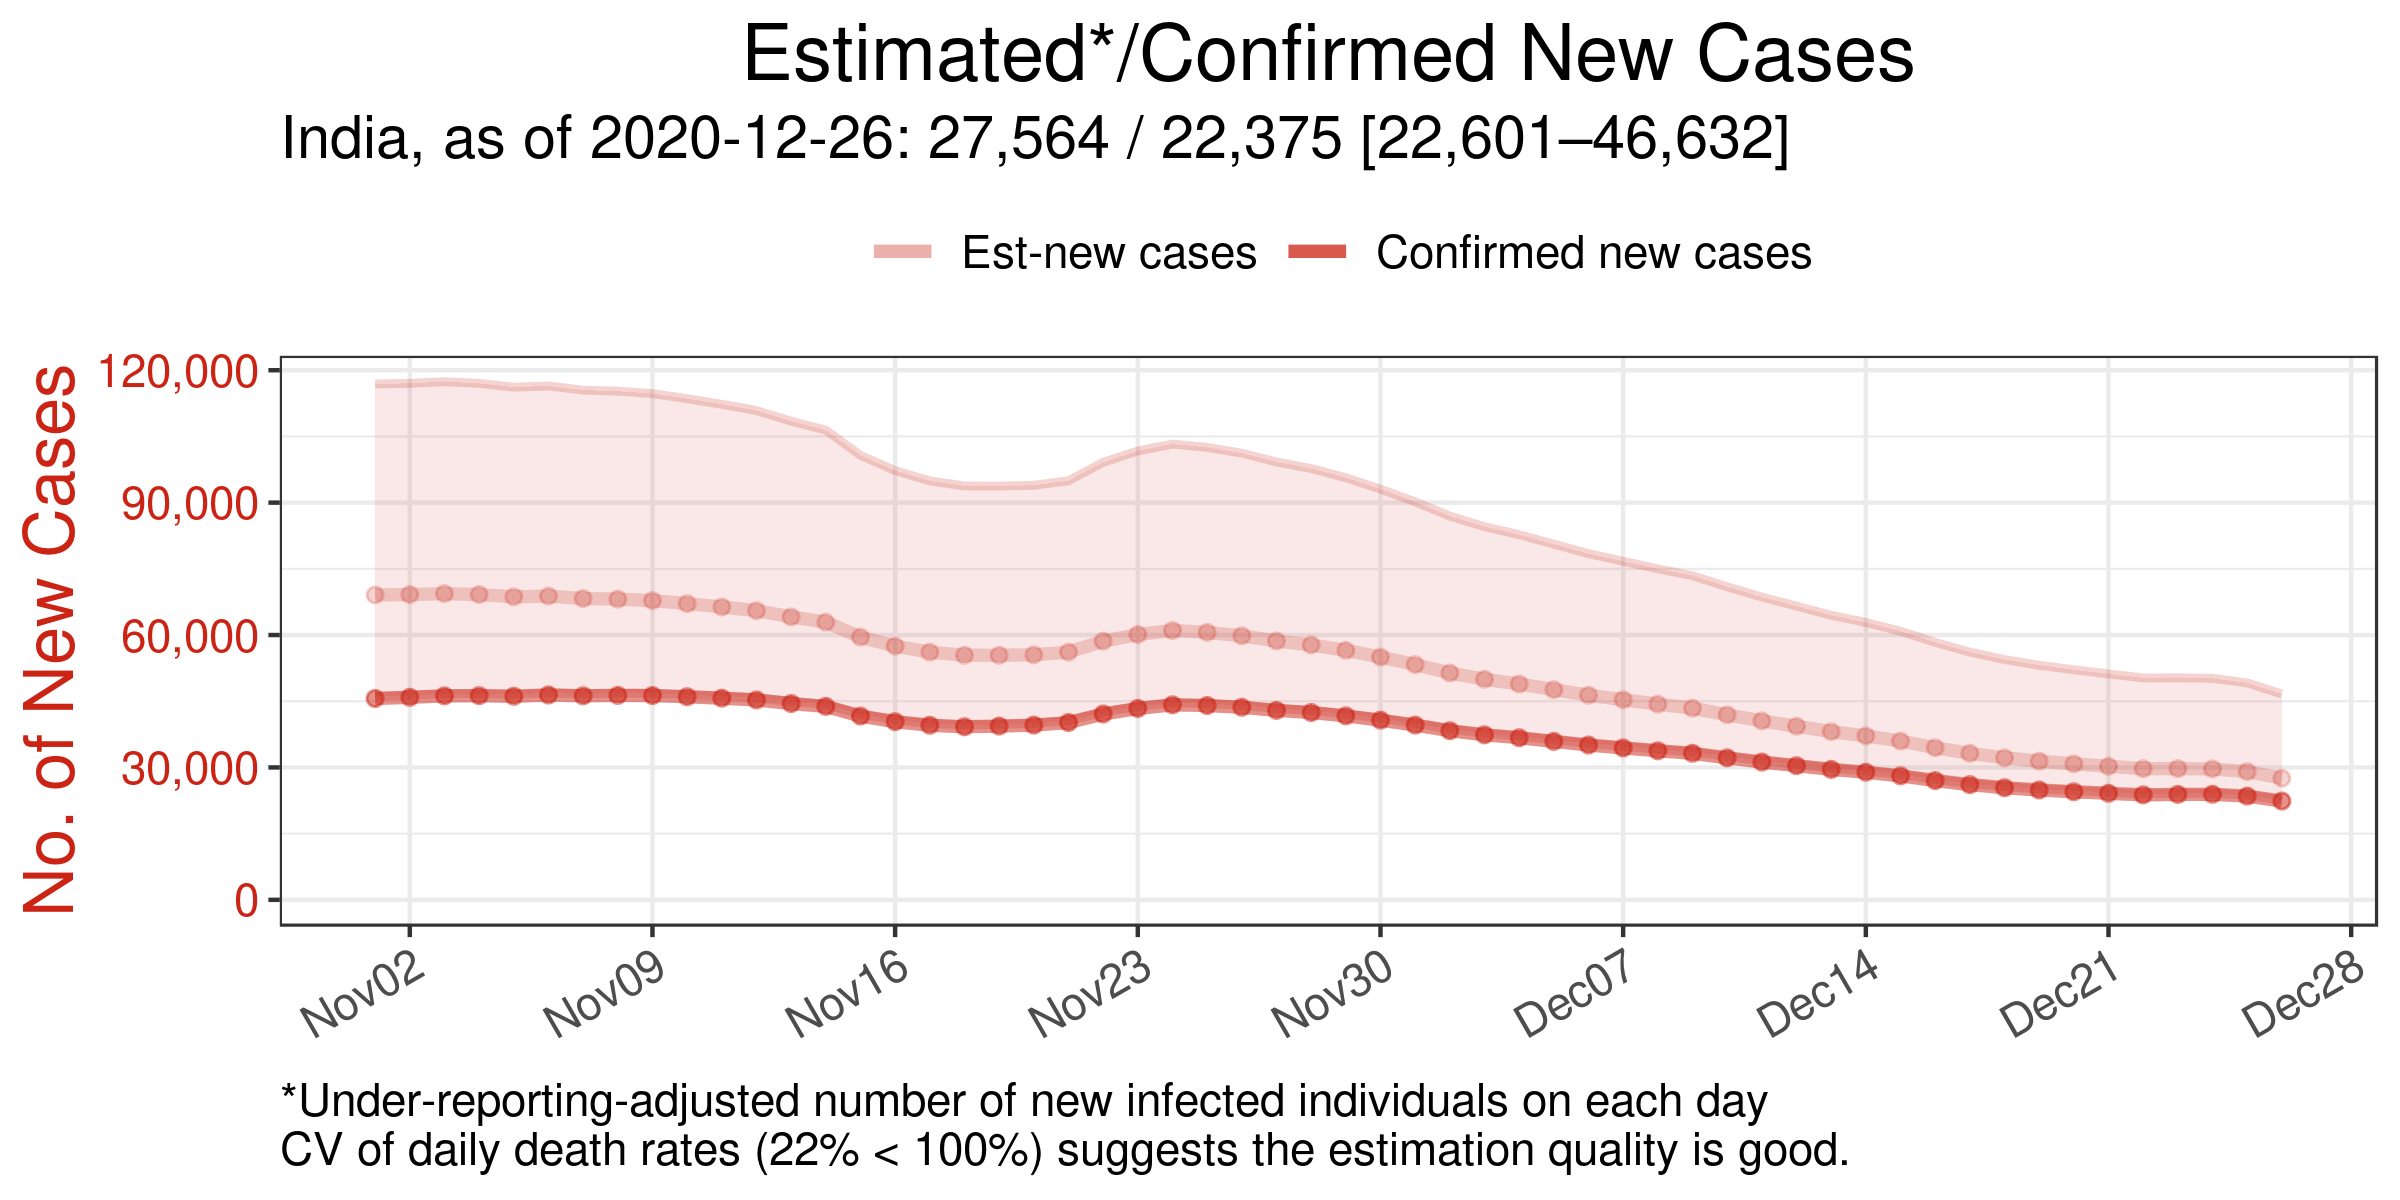 Estimated*/Confirmed New Cases
India, as of 2020-12-26: 27,564 / 22,375 [22,601–46,632]
Est-new cases
Confirmed new cases
No. of New Cases
120,000
90,000
60,000
30,000
0
Nov02
Nov09
Nov16
Nov23
Nov30
Dec07
Dec14
Dec21
Dec28
*Under-reporting-adjusted number of new infected individuals on each day
CV of daily death rates (22% < 100%) suggests the estimation quality is good.